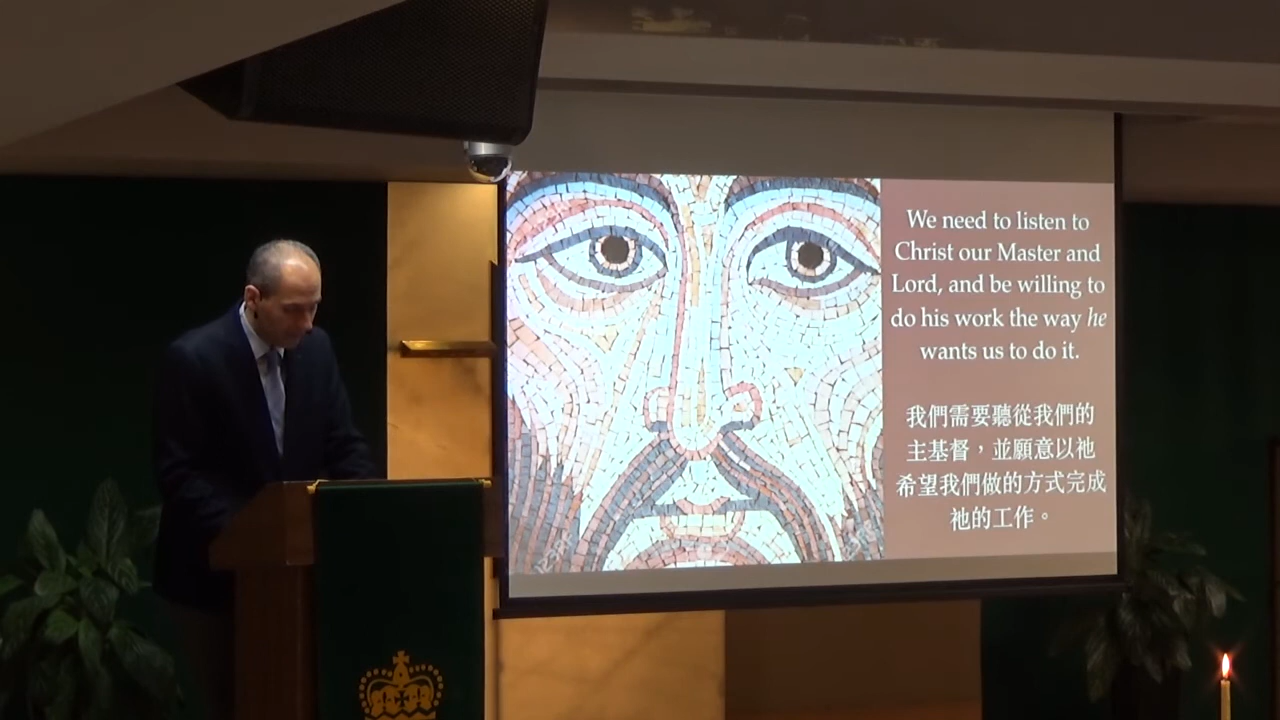 We need to listen to
Christ our Master and
Lord, and be willing to
do his work the way he
wants us to do it.
我們需要聽從我們的
主基督，並願意以祂
希望我們做的方式完成
祂的工作。